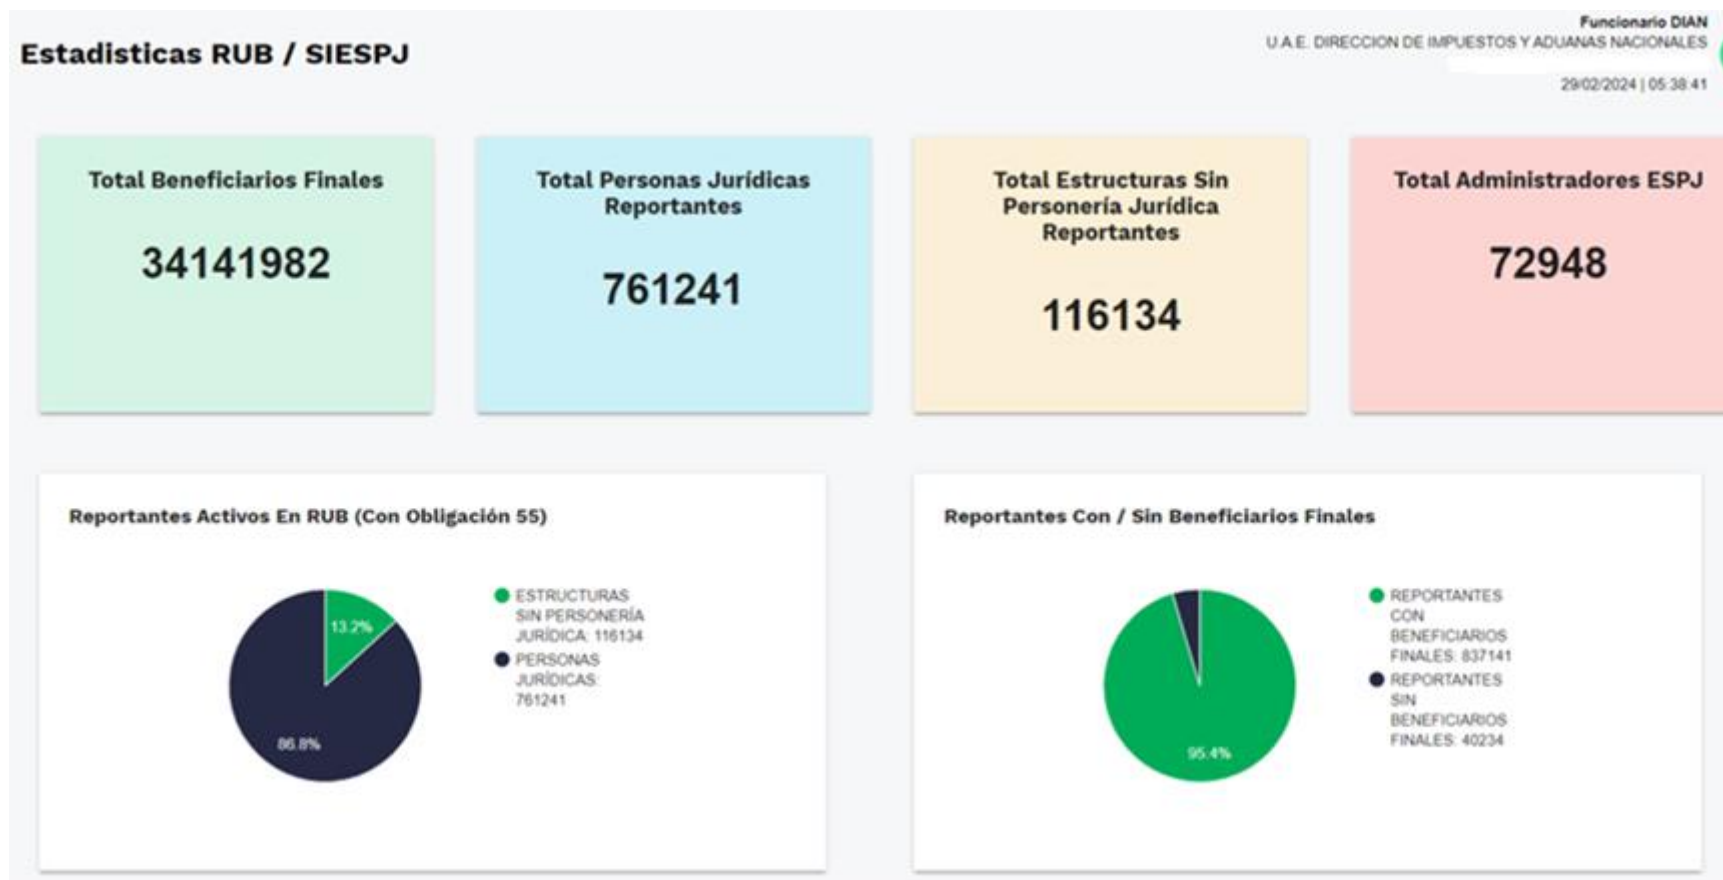 Estadisticas RUB / SIESPJ
Funcionario DIAN
U.A.E. DIRECCION DE IMPUESTOS Y ADUANAS NACIONALES
29/02/2024 | 05:38:41
Total Beneficiarios Finales
34141982
Total Personas Jurídicas
Reportantes
761241
Total Estructuras Sin
Personería Jurídica
Reportantes
116134
Total Administradores ESPJ
72948
Reportantes Activos En RUB (Con Obligación 55)
13.2%
86.8%
ESTRUCTURAS
SIN PERSONERÍA
JURÍDICA: 116134
PERSONAS
JURÍDICAS:
761241
Reportantes Con / Sin Beneficiarios Finales
95.4%
REPORTANTES
CON
BENEFICIARIOS
FINALES: 837141
REPORTANTES
SIN
BENEFICIARIOS
FINALES: 40234